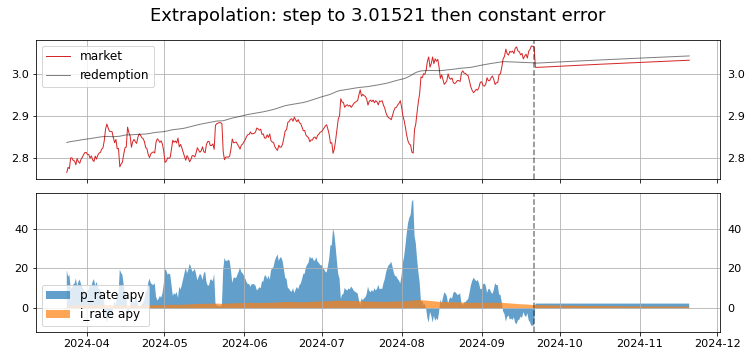 Extrapolation: step to 3.01521 then constant error
market
redemption
3.0
2.9
2.8
3.0
2.9
2.8
40
20
0
40
20
0
p_rate apy
i_rate apy
2024-04 2024-05 2024-06 2024-07 2024-08 2024-09 2024-10 2024-11 2024-12